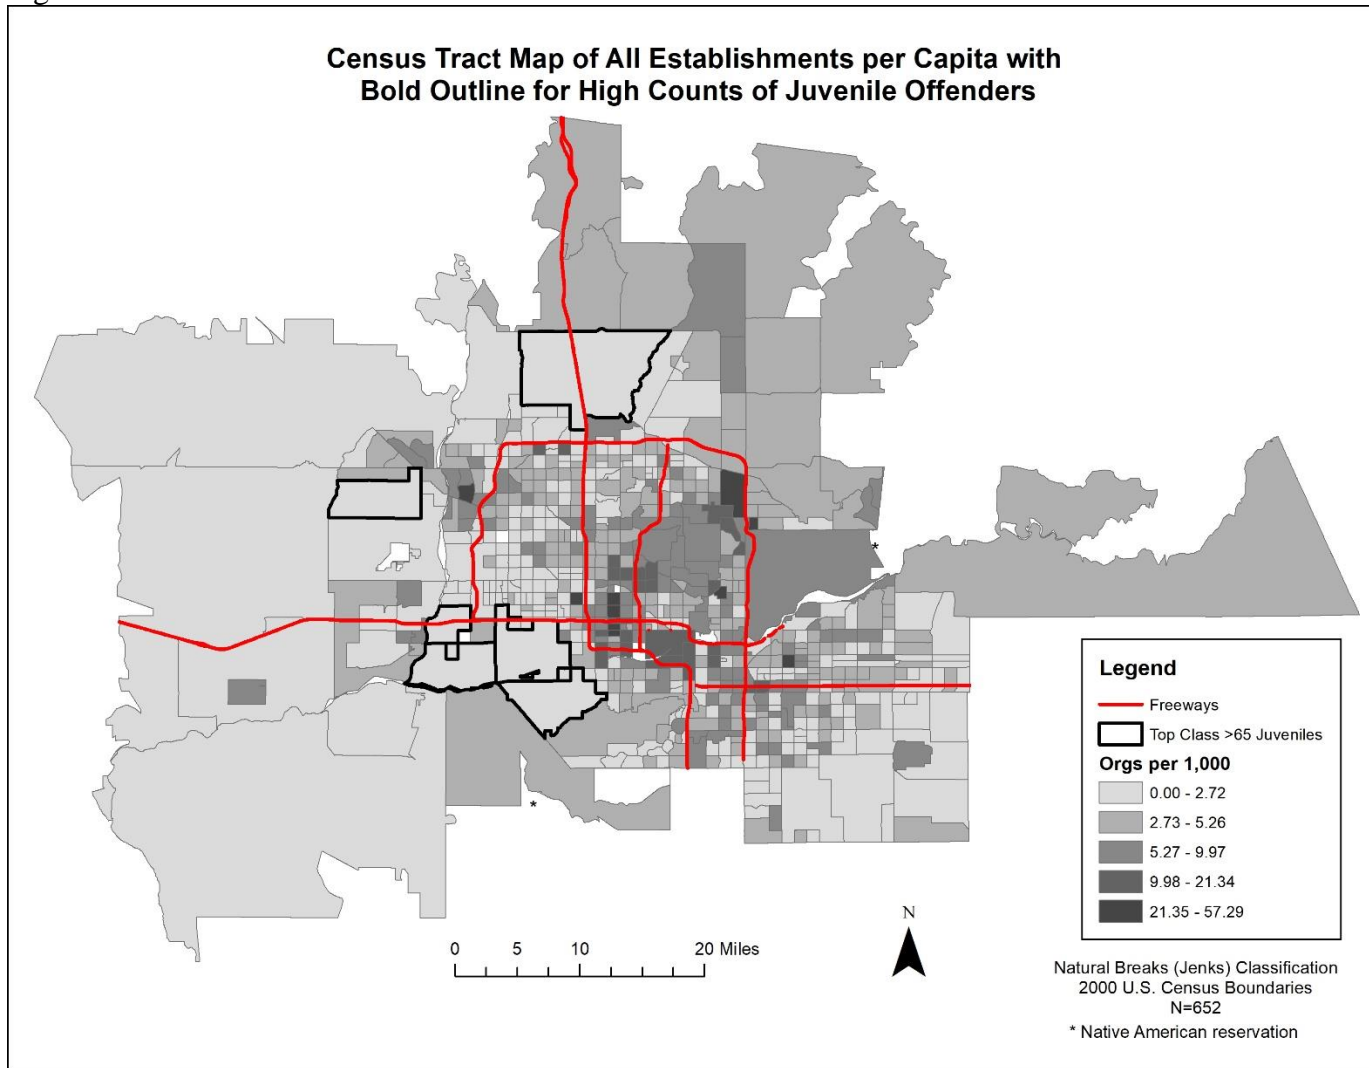 Census Tract Map of All Establishments per Capita with
Bold Outline for High Counts of Juvenile Offenders
*
*
Legend
Freeways
Top Class >65 Juveniles
Orgs per 1,000
0.00 - 2.72
2.73 - 5.26
5.27 - 9.97
9.98 - 21.34
21.35 - 57.29
N
0 5 10 20 Miles
Natural Breaks (Jenks) Classification
2000 U.S. Census Boundaries
N=652
* Native American reservation